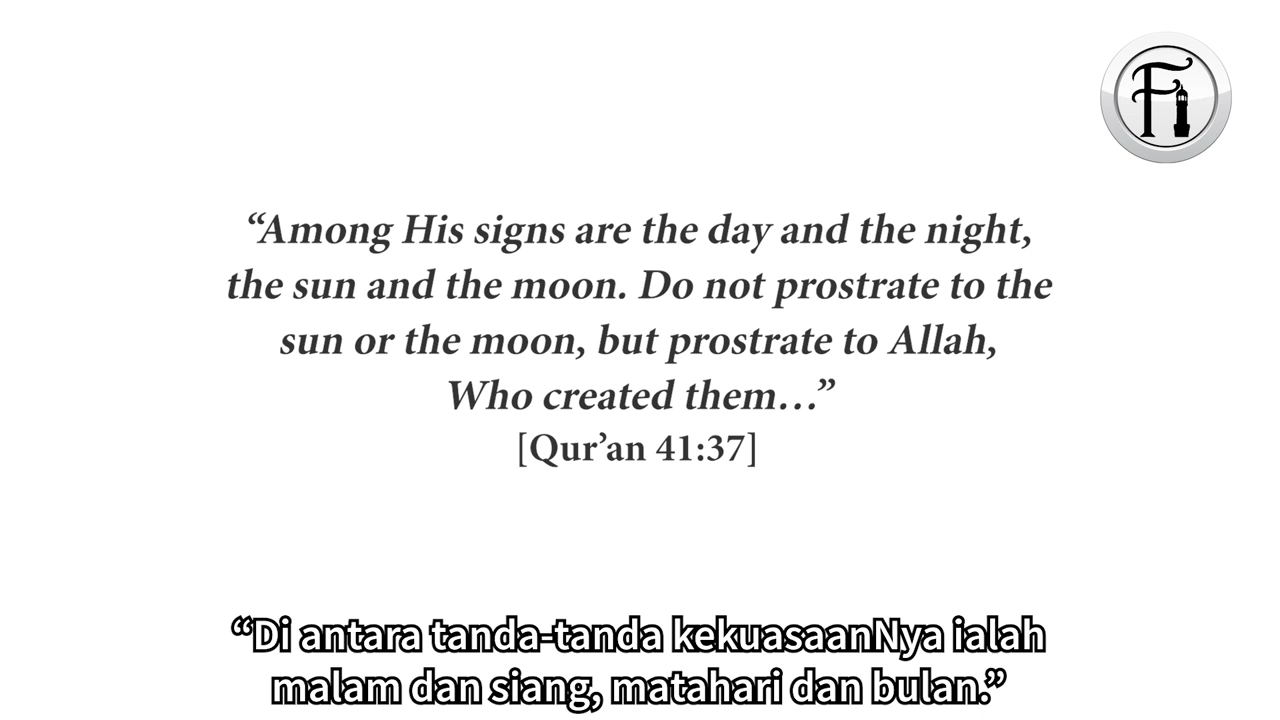 Fi
“Among His signs are the day and the night,
the sun and the moon. Do not prostrate to the
sun or the moon, but prostrate to Allah,
Who created them…”
[Qur’an 41:37]
“Di antara tanda-tanda kekuasaanNya ialah
malam dan siang, matahari dan bulan.”